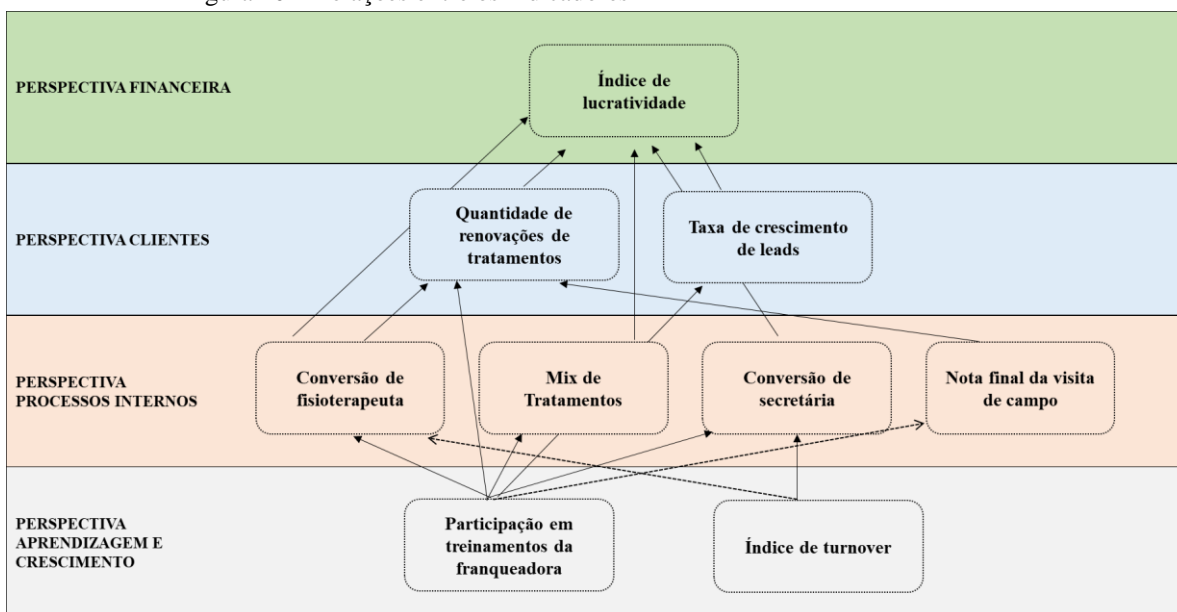 PERSPECTIVA FINANCEIRA
Índice de
lucratividade
PERSPECTIVA CLIENTES
Quantidade de
renovações de
tratamentos
Taxa de crescimento
de leads
PERSPECTIVA
PROCESSOS INTERNOS
Conversão de
fisioterapeuta
Mix de
Tratamentos
Conversão de
secretária
Nota final da visita
de campo
PERSPECTIVA
APRENDIZAGEM E
CRESCIMENTO
Participação em
treinamentos da
franqueadora
Índice de turnover